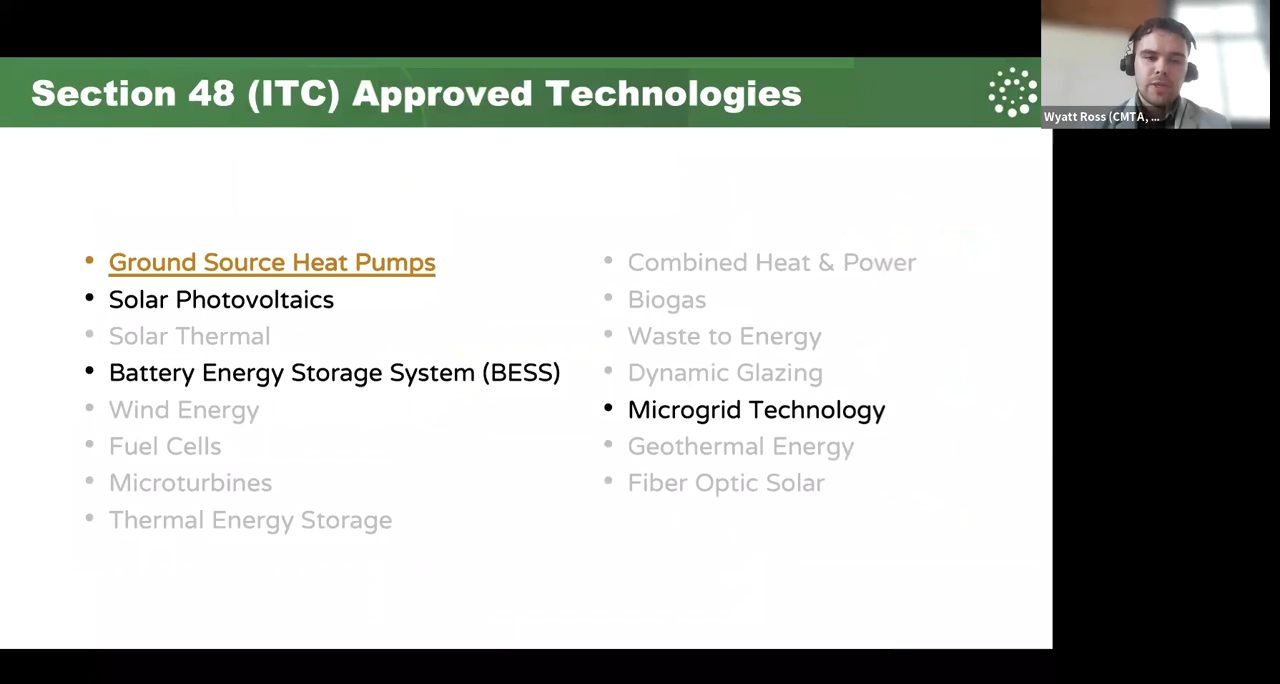 Section 48 (ITC) Approved Technologies
Wyatt Ross (CMTA, ...
• Ground Source Heat Pumps
• Solar Photovoltaics
• Solar Thermal
• Battery Energy Storage System (BESS)
• Wind Energy
• Fuel Cells
• Microturbines
• Thermal Energy Storage
• Combined Heat & Power
• Biogas
• Waste to Energy
• Dynamic Glazing
• Microgrid Technology
• Geothermal Energy
• Fiber Optic Solar